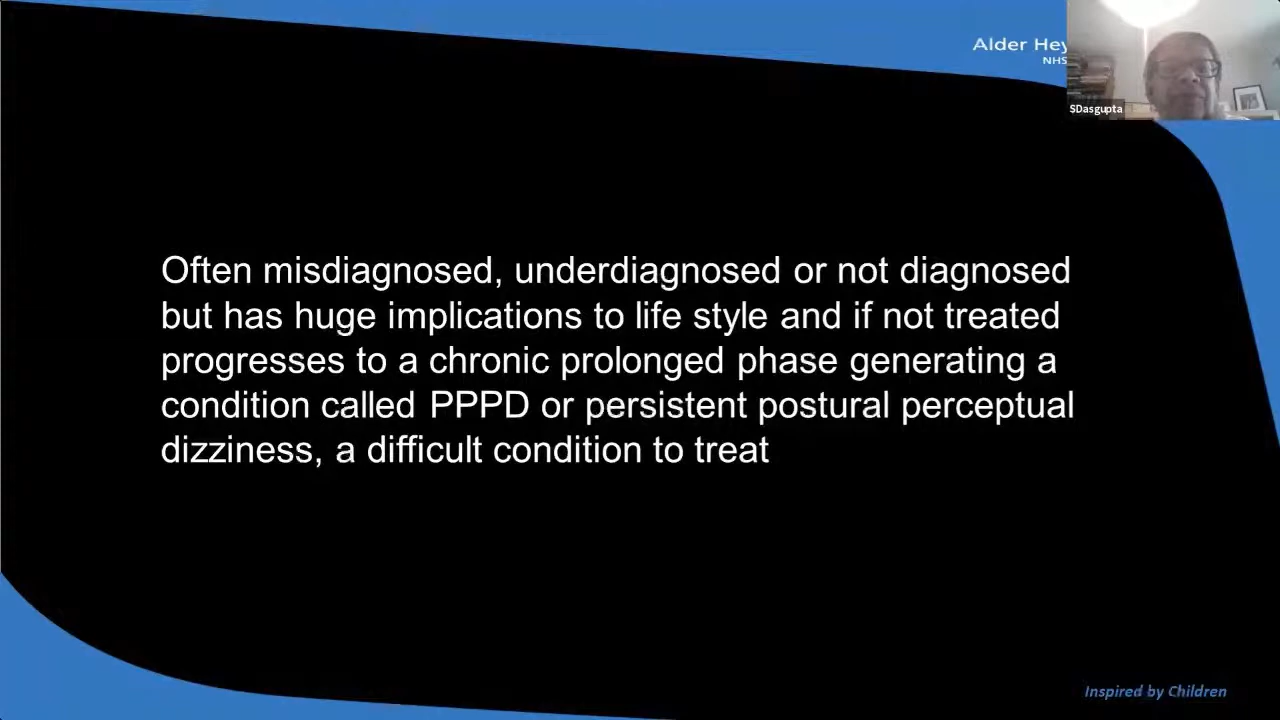 Alder Hey
NHS
SDasgupta
Often misdiagnosed, underdiagnosed or not diagnosed
but has huge implications to life style and if not treated
progresses to a chronic prolonged phase generating a
condition called PPPD or persistent postural perceptual
dizziness, a difficult condition to treat
Inspired by Children